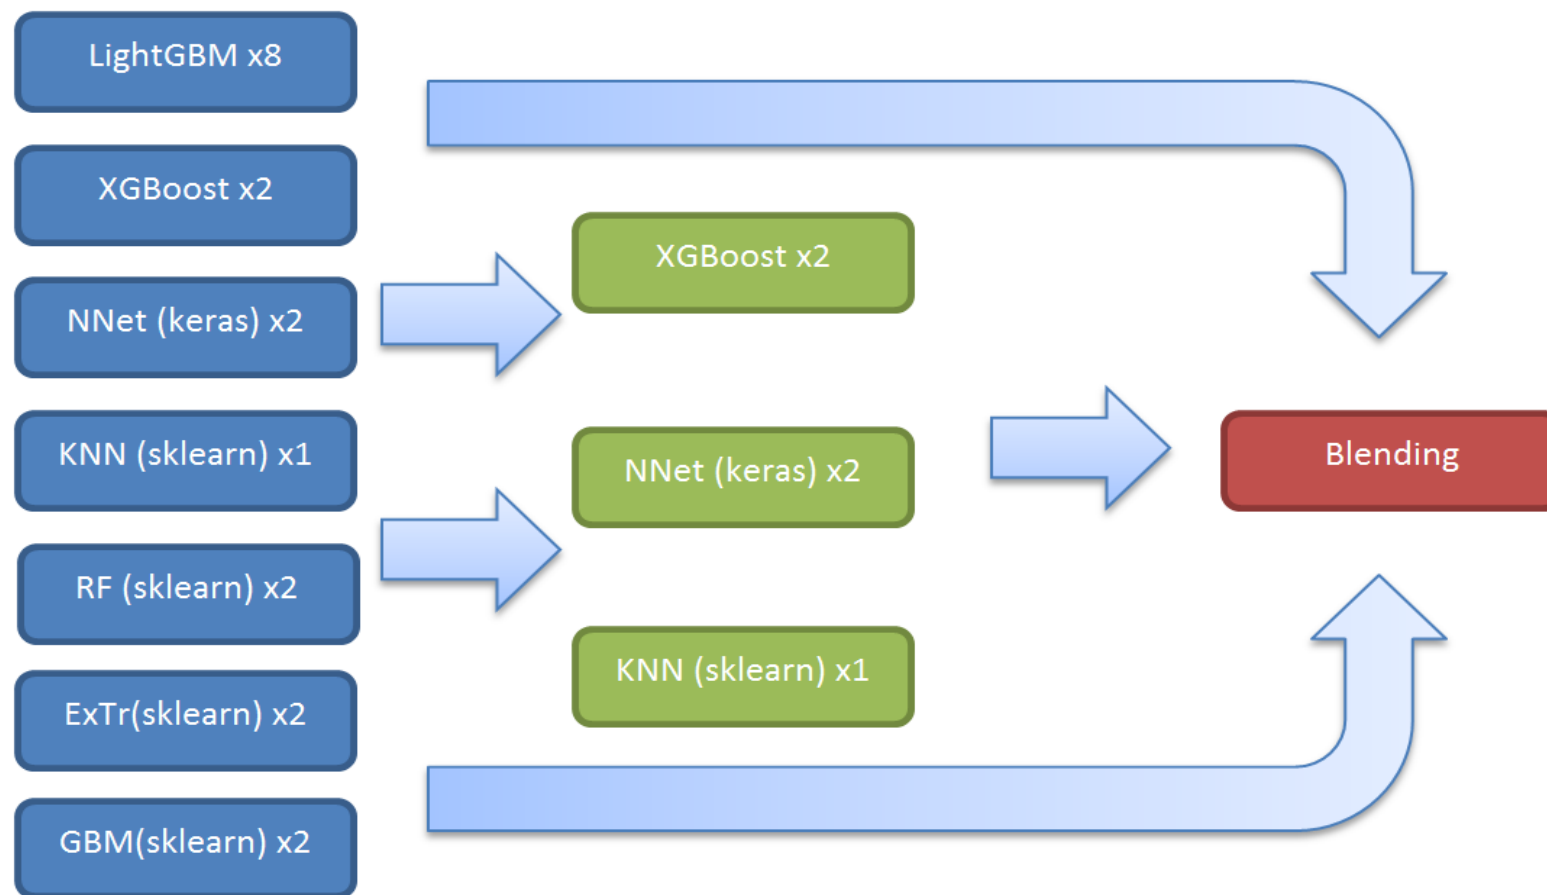 LightGBM x8
XGBoost x2
NNet (keras) x2
KNN (sklearn) x1
RF (sklearn) x2
ExTr(sklearn) x2
GBM(sklearn) x2
XGBoost x2
NNet (keras) x2
KNN (sklearn) x1
Blending